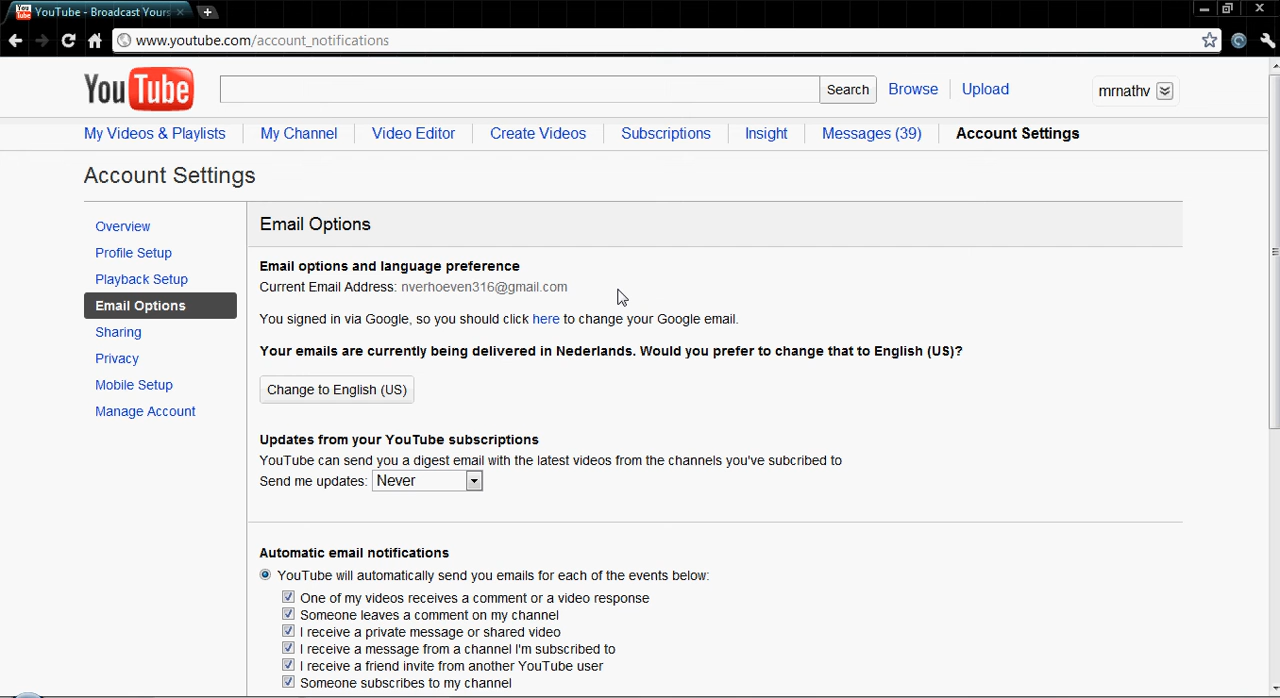 YouTube - Broadcast Yours
www.youtube.com/account_notifications
YouTube Search Browse Upload mrnathv
My Videos & Playlists My Channel Video Editor Create Videos Subscriptions Insight Messages (39) Account Settings
Account Settings
Overview
Profile Setup
Playback Setup
Email Options
Sharing
Privacy
Mobile Setup
Manage Account
Email Options
Email options and language preference
Current Email Address: nverhoeven316@gmail.com
You signed in via Google, so you should click here to change your Google email.
Your emails are currently being delivered in Nederlands. Would you prefer to change that to English (US)?
Change to English (US)
Updates from your YouTube subscriptions
YouTube can send you a digest email with the latest videos from the channels you've subcribed to
Send me updates: Never
Automatic email notifications
YouTube will automatically send you emails for each of the events below:
One of my videos receives a comment or a video response
Someone leaves a comment on my channel
I receive a private message or shared video
I receive a message from a channel I'm subscribed to
I receive a friend invite from another YouTube user
Someone subscribes to my channel